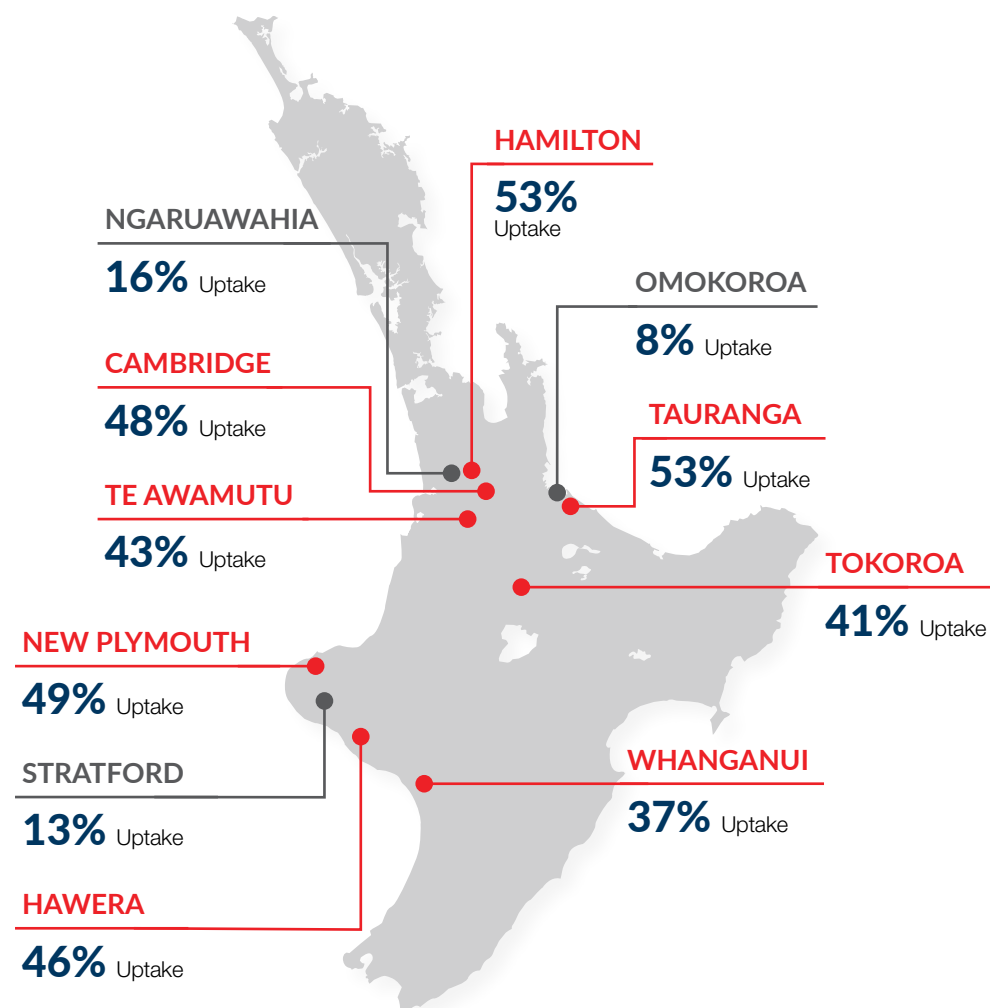 HAMILTON
53%
Uptake
NGARUAWAHIA
16% Uptake
OMOKOROA
8% Uptake
CAMBRIDGE
48% Uptake
TAURANGA
53% Uptake
TE AWAMUTU
43% Uptake
TOKOROA
41% Uptake
NEW PLYMOUTH
49% Uptake
STRATFORD
13% Uptake
WHANGANUI
37% Uptake
HAWERA
46% Uptake